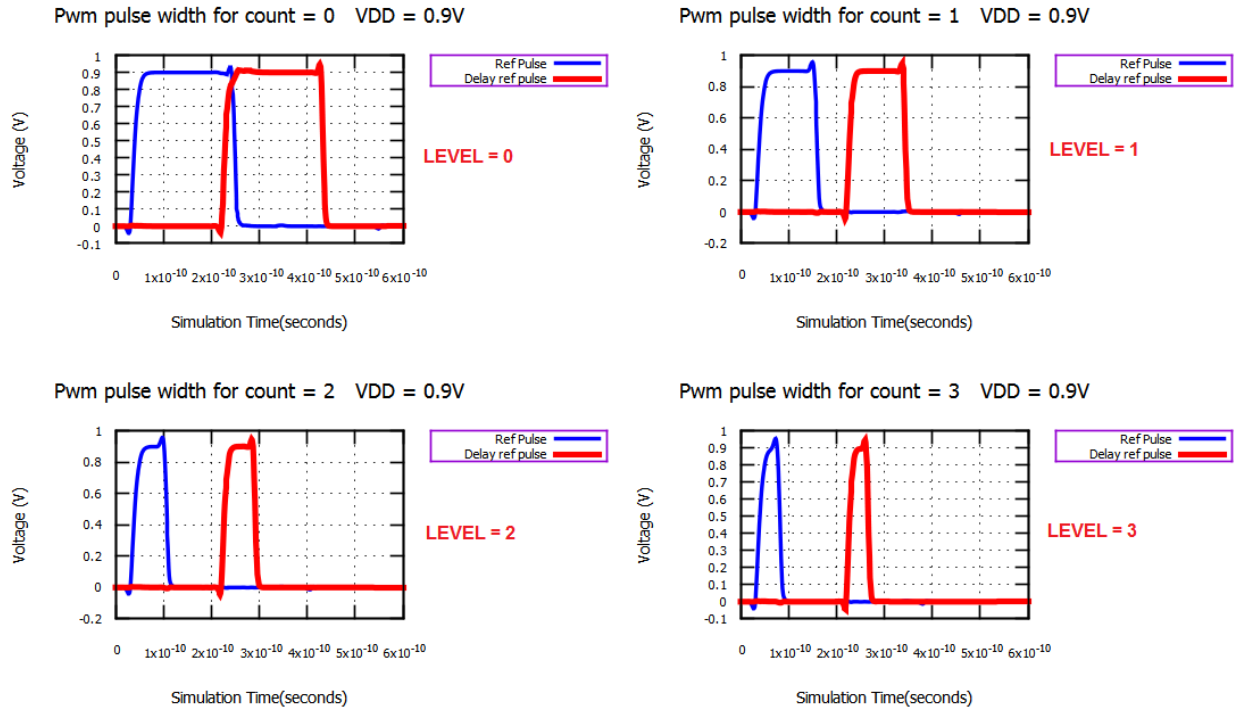 Pwm pulse width for count = 0 VDD = 0.9V
Ref Pulse
Delay ref pulse
1
0.9
0.8
0.7
0.6
0.5
0.4
0.3
0.2
0.1
0
-0.1
Voltage (V)
LEVEL = 0
0 1x10⁻¹⁰ 2x10⁻¹⁰ 3x10⁻¹⁰ 4x10⁻¹⁰ 5x10⁻¹⁰ 6x10⁻¹⁰
Simulation Time(seconds)
Pwm pulse width for count = 1 VDD = 0.9V
Ref Pulse
Delay ref pulse
1
0.8
0.6
0.4
0.2
0
-0.2
Voltage (V)
LEVEL = 1
0 1x10⁻¹⁰ 2x10⁻¹⁰ 3x10⁻¹⁰ 4x10⁻¹⁰ 5x10⁻¹⁰ 6x10⁻¹⁰
Simulation Time(seconds)
Pwm pulse width for count = 2 VDD = 0.9V
Ref Pulse
Delay ref pulse
1
0.8
0.6
0.4
0.2
0
-0.2
Voltage (V)
LEVEL = 2
0 1x10⁻¹⁰ 2x10⁻¹⁰ 3x10⁻¹⁰ 4x10⁻¹⁰ 5x10⁻¹⁰ 6x10⁻¹⁰
Simulation Time(seconds)
Pwm pulse width for count = 3 VDD = 0.9V
Ref Pulse
Delay ref pulse
1
0.9
0.8
0.7
0.6
0.5
0.4
0.3
0.2
0.1
0
-0.1
Voltage (V)
LEVEL = 3
0 1x10⁻¹⁰ 2x10⁻¹⁰ 3x10⁻¹⁰ 4x10⁻¹⁰ 5x10⁻¹⁰ 6x10⁻¹⁰
Simulation Time(seconds)